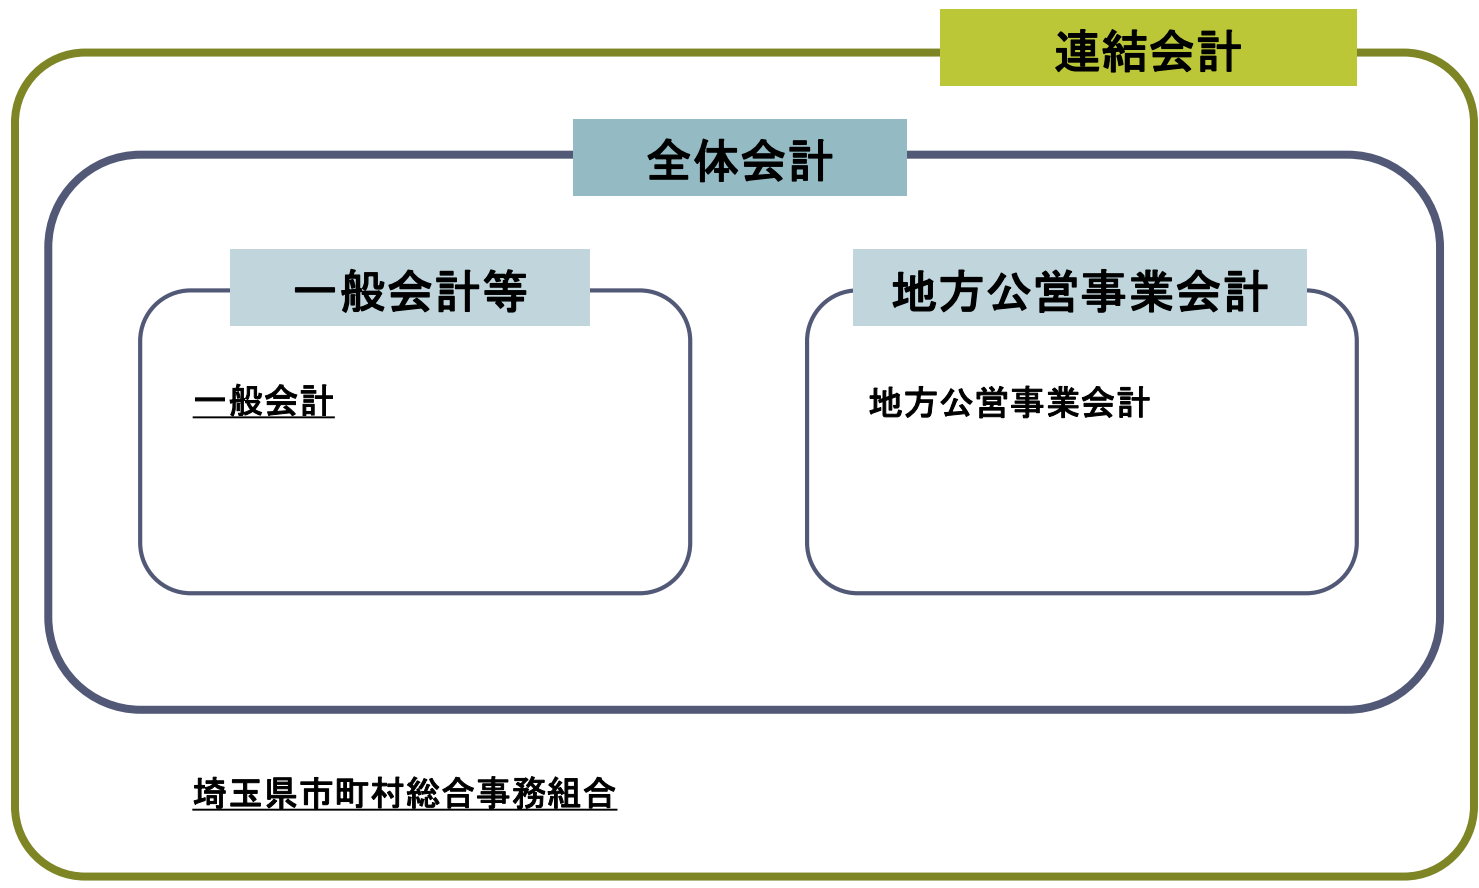 連結会計
全体会計
一般会計等
地方公営事業会計
一般会計
地方公営事業会計
埼玉県市町村総合事務組合